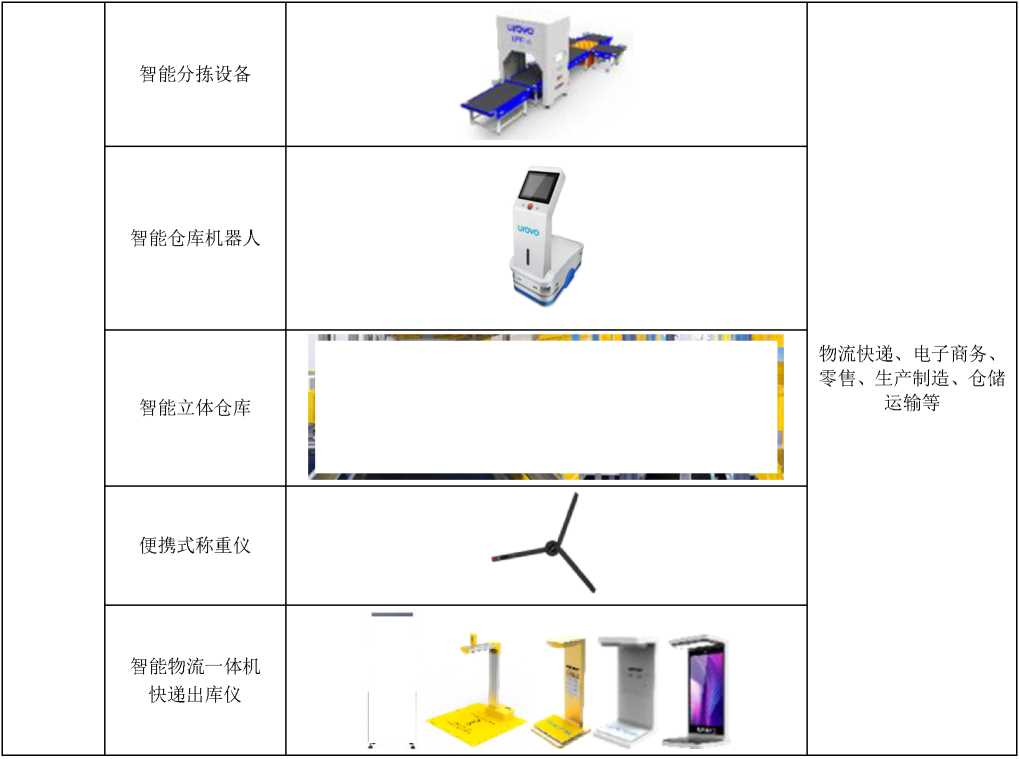 UROVO
智能分拣设备
智能仓库机器人
UROVO
智能立体仓库
物流快递、电子商务、
零售、生产制造、仓储
运输等
便携式称重仪
智能物流一体机
快递出库仪